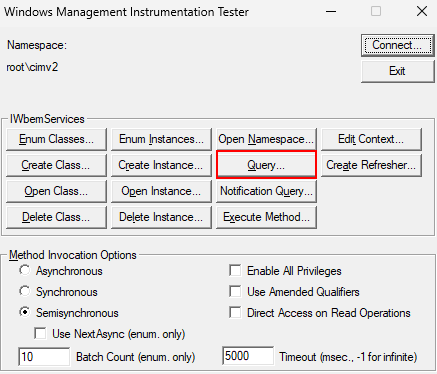 Windows Management Instrumentation Tester
Namespace:
Connect...
root\cimv2
Exit
IWbemServices
Enum Classes... Enum Instances... Open Namespace... Edit Context...
Create Class... Create Instance... Query... Create Refresher...
Open Class... Open Instance... Notification Query...
Delete Class... Delete Instance... Execute Method...
Method Invocation Options
Asynchronous Enable All Privileges
Synchronous Use Amended Qualifiers
Semisynchronous Direct Access on Read Operations
Use NextAsync (enum. only)
10 Batch Count (enum. only) 5000 Timeout (msec., -1 for infinite)